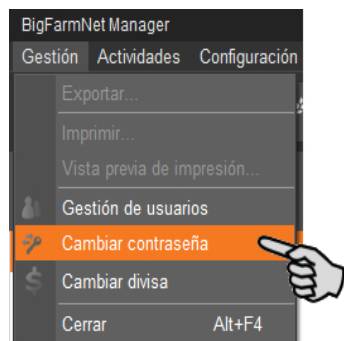 BigFarmNet Manager
Gestión Actividades Configuración
Exportar...
Imprimir...
Vista previa de impresión...
Gestión de usuarios
Cambiar contraseña
Cambiar divisa
Cerrar Alt+F4